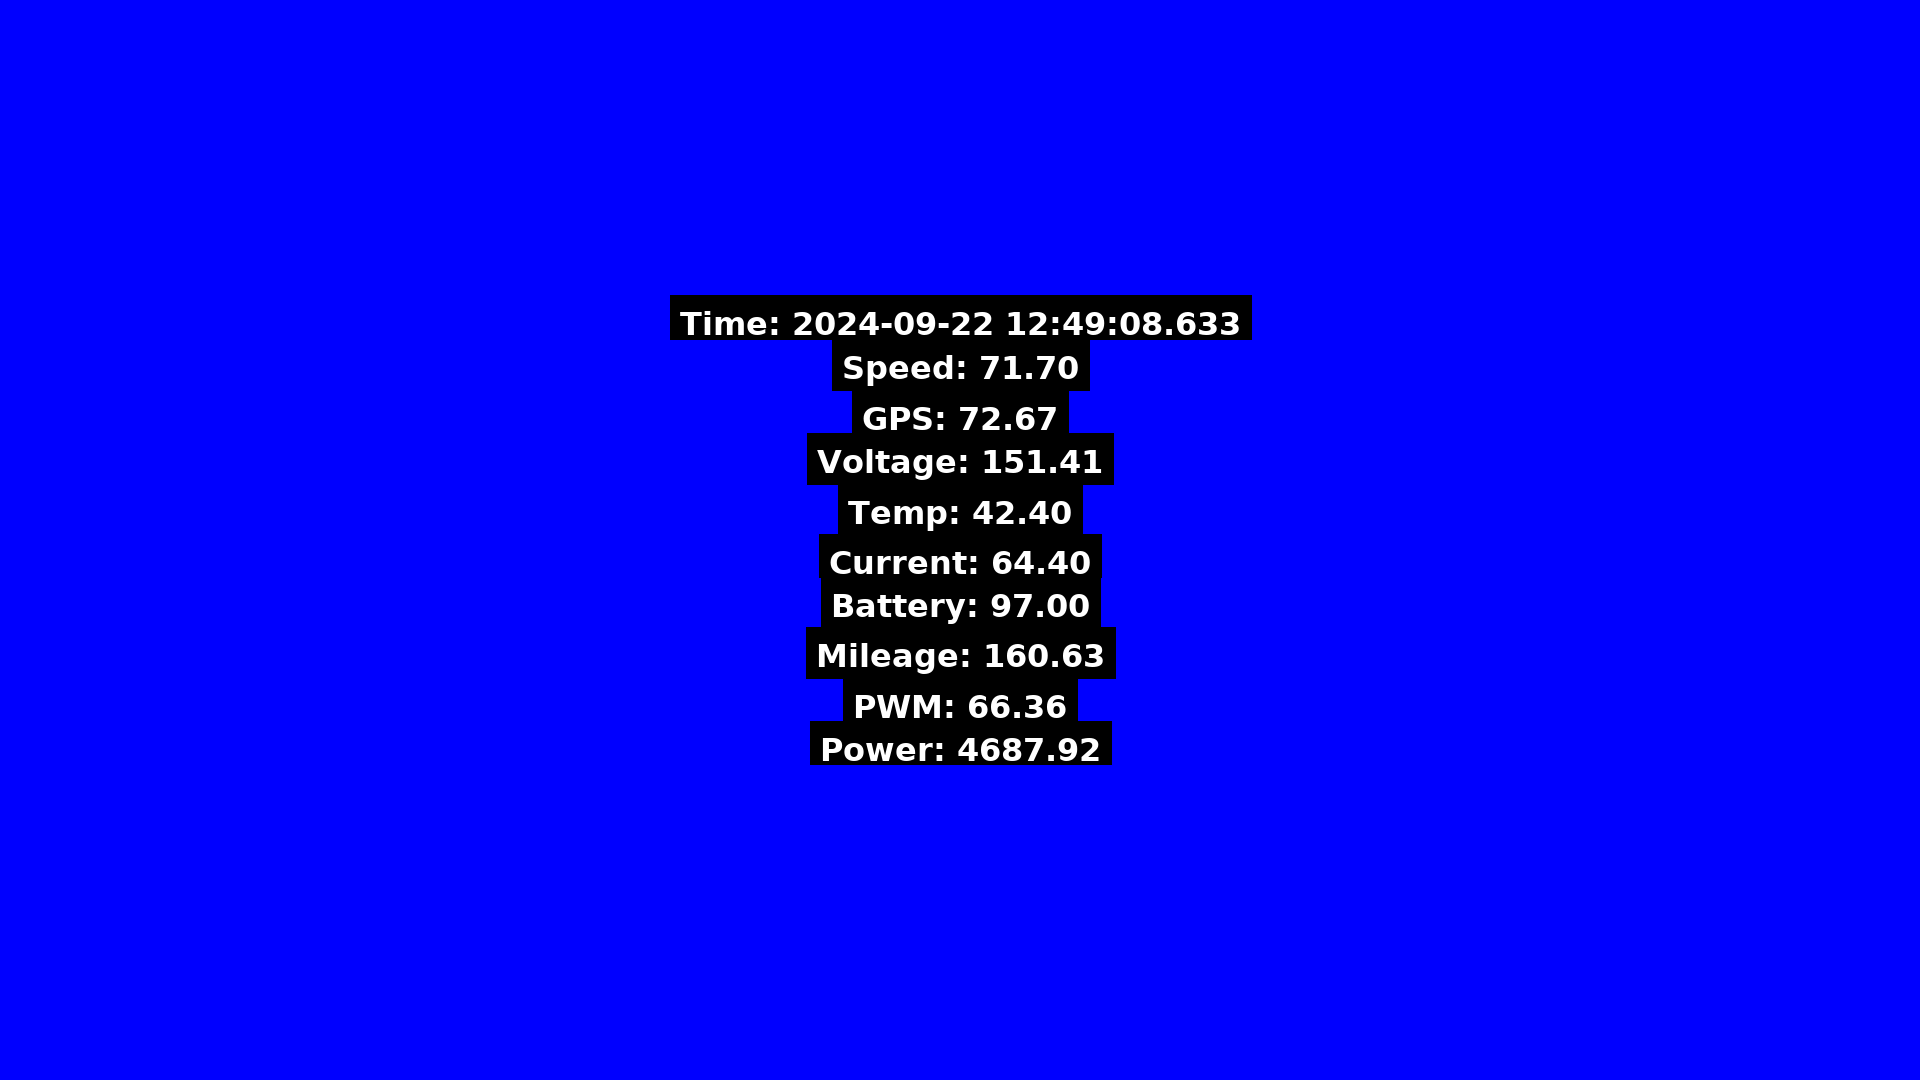 Time: 2024-09-22 12:49:08.633
Speed: 71.70
GPS: 72.67
Voltage: 151.41
Temp: 42.40
Current: 64.40
Battery: 97.00
Mileage: 160.63
PWM: 66.36
Power: 4687.92